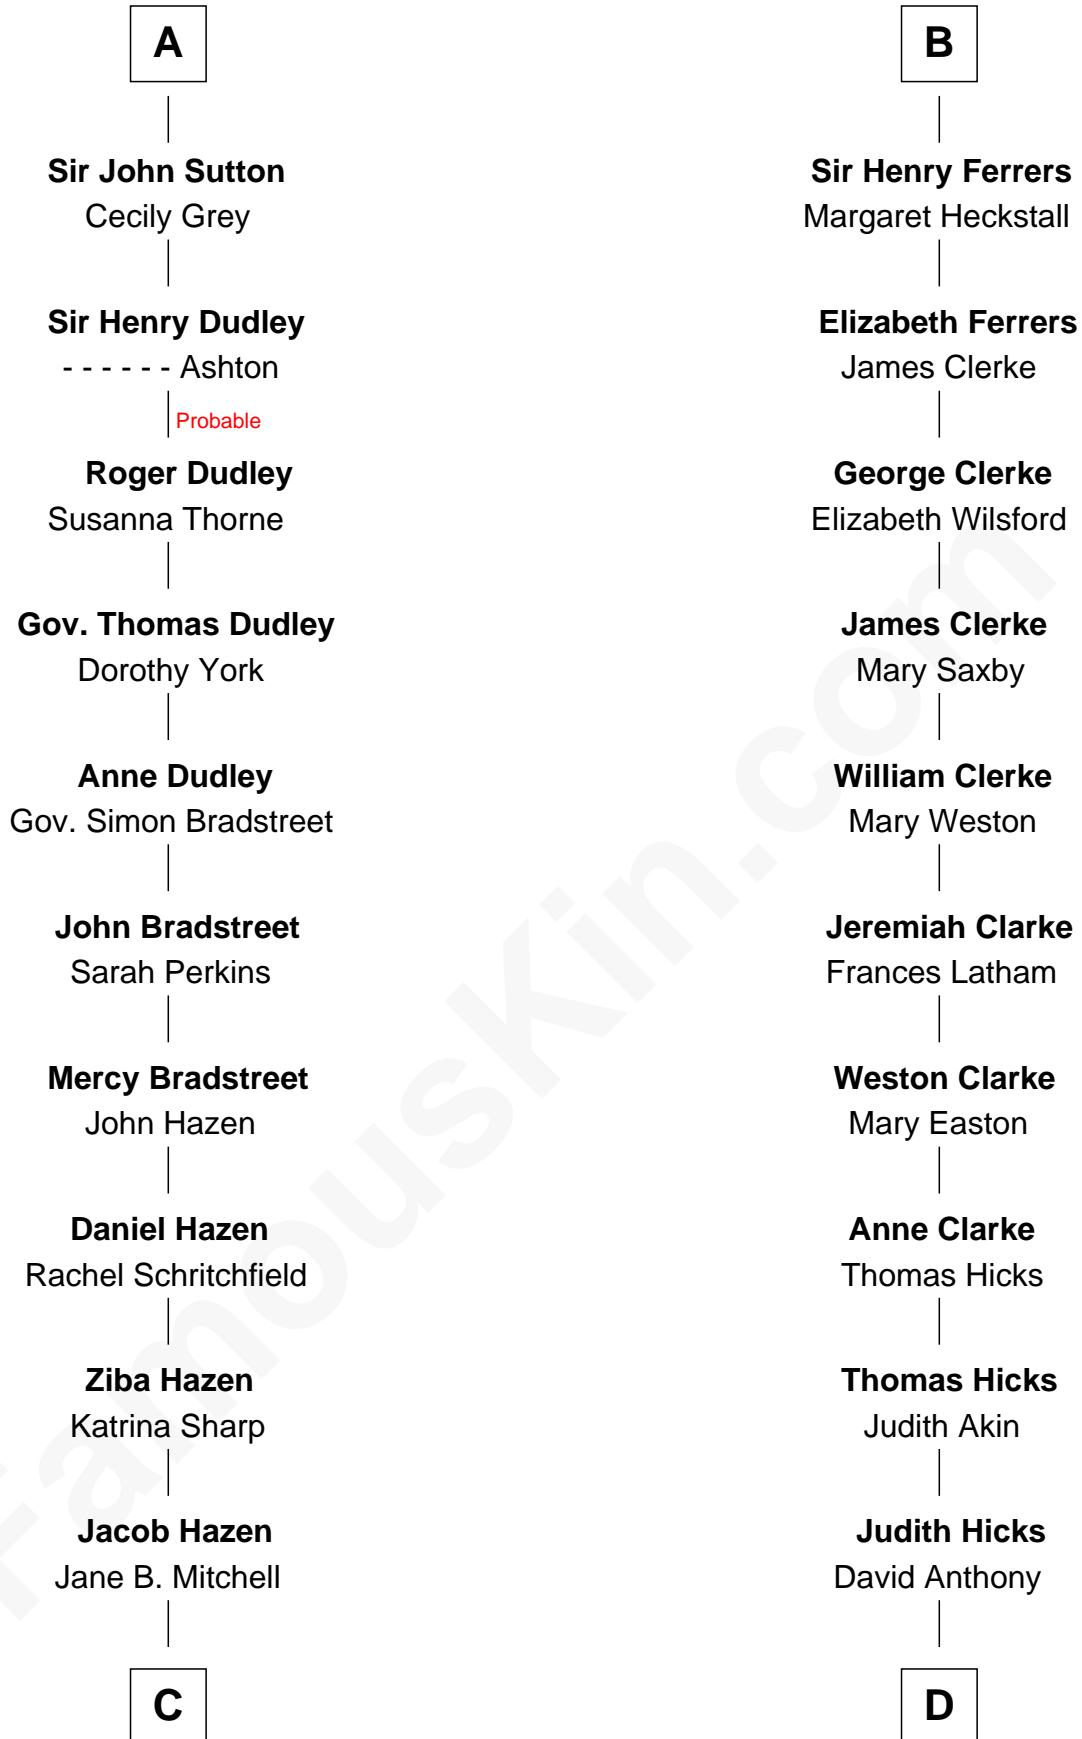 A
Sir John Sutton
Cecily Grey
Sir Henry Dudley
- - - - - - Ashton
Probable
Roger Dudley
Susanna Thorne
Gov. Thomas Dudley
Dorothy York
Anne Dudley
Gov. Simon Bradstreet
John Bradstreet
Sarah Perkins
Mercy Bradstreet
John Hazen
Daniel Hazen
Rachel Schritchfield
Ziba Hazen
Katrina Sharp
Jacob Hazen
Jane B. Mitchell
C
B
Sir Henry Ferrers
Margaret Heckstall
Elizabeth Ferrers
James Clerke
George Clerke
Elizabeth Wilsford
James Clerke
Mary Saxby
William Clerke
Mary Weston
Jeremiah Clarke
Frances Latham
Weston Clarke
Mary Easton
Anne Clarke
Thomas Hicks
Thomas Hicks
Judith Akin
Judith Hicks
David Anthony
D
FamousKin.com